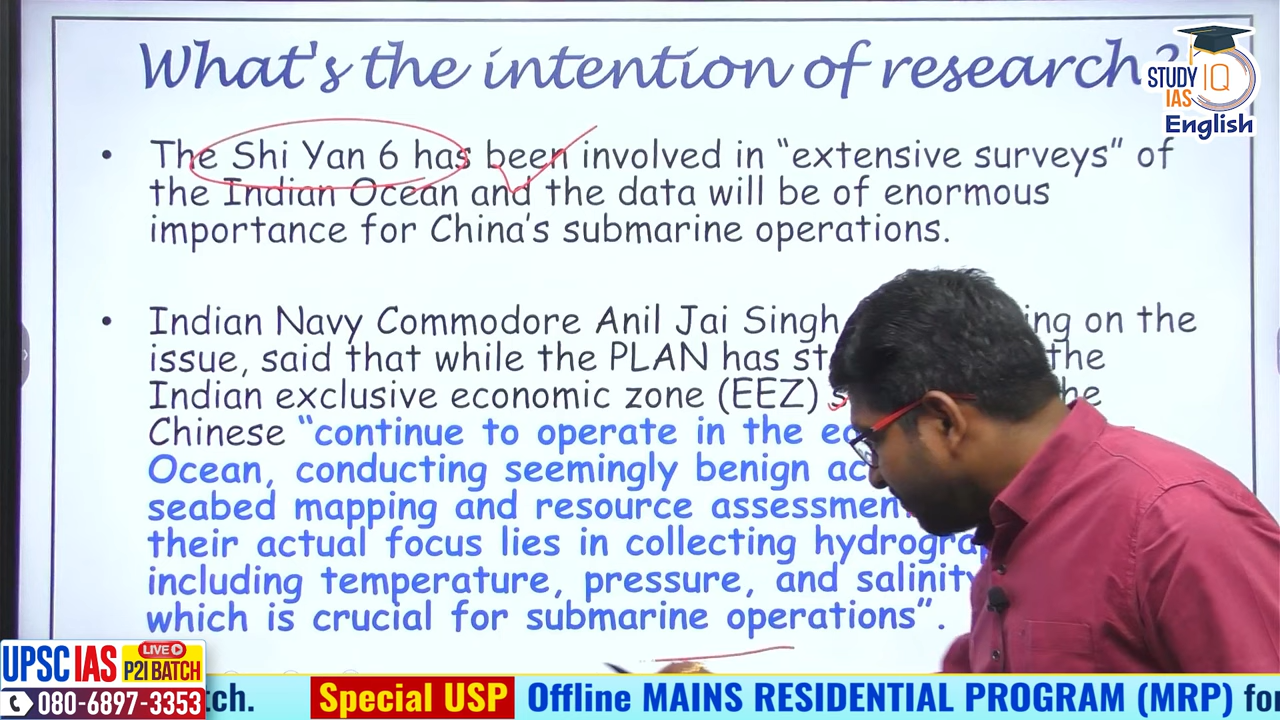 What's the intention of research?
STUDY IQ
IAS
English
• The Shi Yan 6 has been involved in “extensive surveys” of
the Indian Ocean and the data will be of enormous
importance for China's submarine operations.
• Indian Navy Commodore Anil Jai Singh on the
issue, said that while the PLAN has the
Indian exclusive economic zone (EEZ)
Chinese “continue to operate in the
Ocean, conducting seemingly benign
seabed mapping and resource
their actual focus lies in collecting
including temperature, pressure, and salinity
which is crucial for submarine operations”.
UPSC IAS LIVE P2I BATCH
080-6897-3353
Special USP Offline MAINS RESIDENTIAL PROGRAM (MRP) for